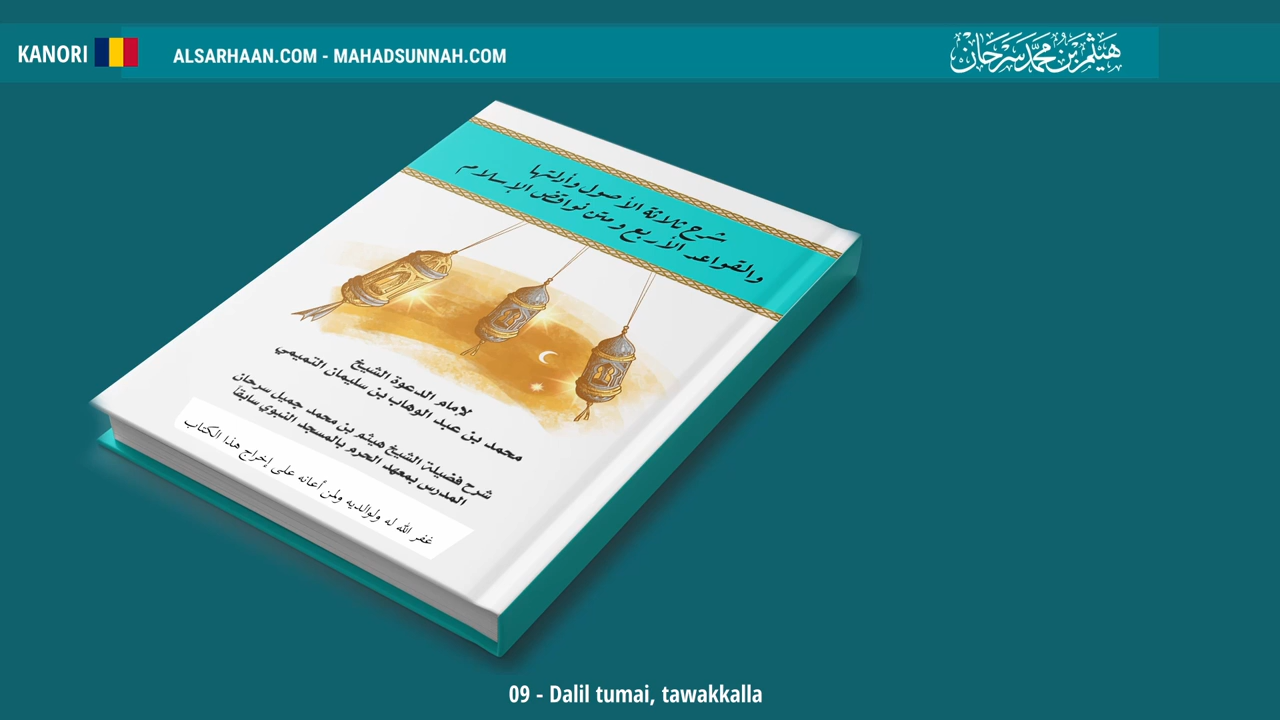 KANORI
ALSARHAAN.COM - MAHADSUNNAH.COM
هيثم بن محمد سرحان
شرح ثلاثة الأصول وأدلتها
والقواعد الأربع و متن نواقض الإسلام
لإمام الدعوة الشيخ
محمد بن عبد الوهاب بن سليمان التميمي
شرح فضيلة الشيخ هيثم بن محمد جميل سرحان
المدرس بمعهد الحرم بالمسجد النبوي سابقاً
غفر الله له ولوالديه ولمن أعانه على إخراج هذا الكتاب
09 - Dalil tumai, tawakkalla